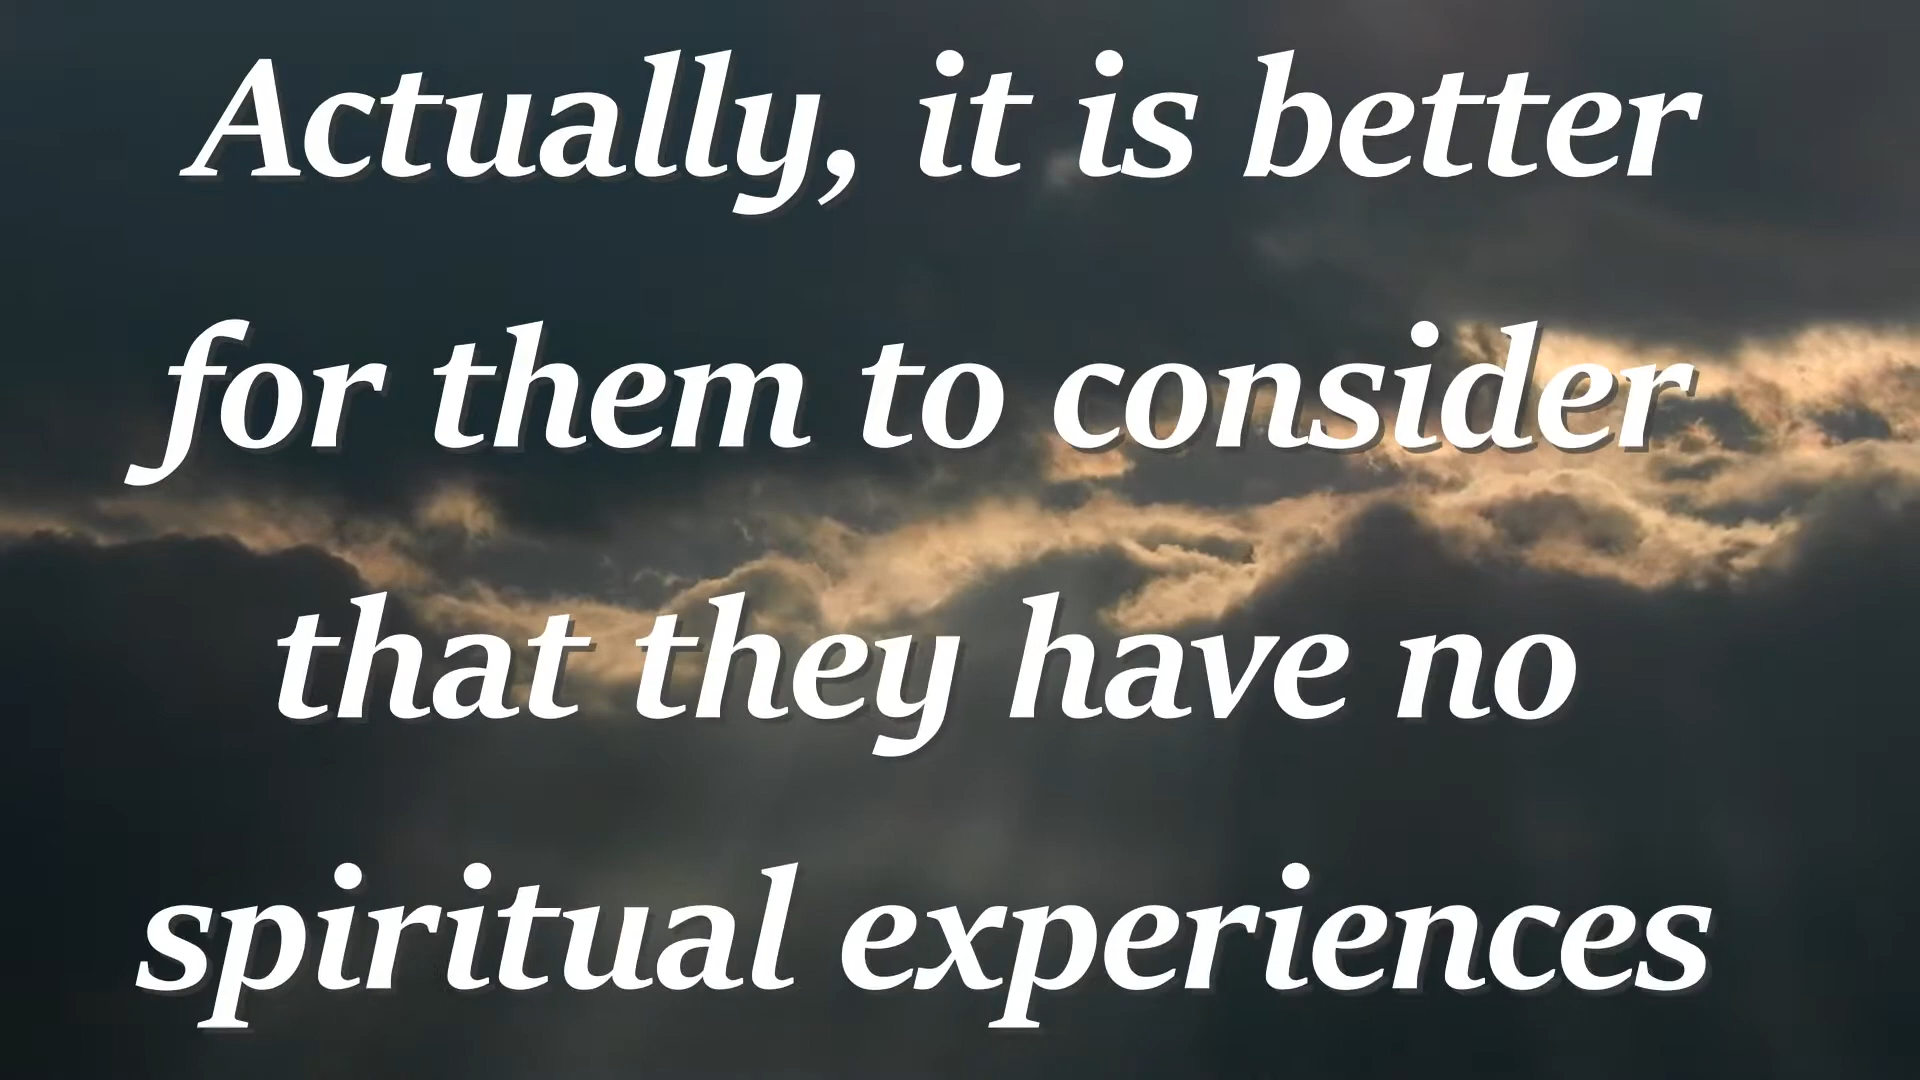 Actually, it is better
for them to consider
that they have no
spiritual experiences